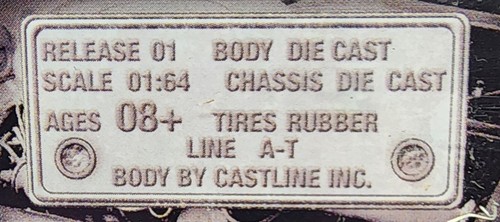 RELEASE 01 BODY DIE CAST
SCALE 01:64 CHASSIS DIE CAST
AGES 08+ TIRES RUBBER
LINE A-T
BODY BY CASTLINE INC.